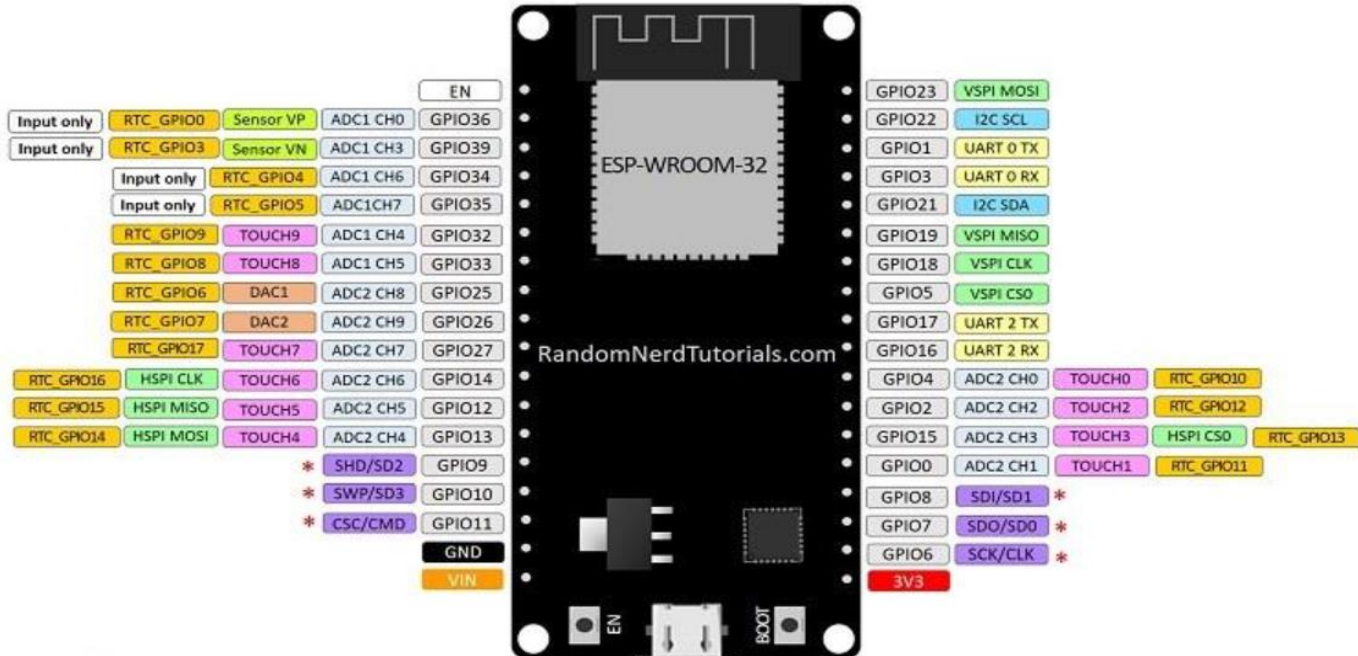 EN GPIO23 VSPI MOSI
Input only RTC_GPIO0 Sensor VP ADC1 CH0 GPIO36 GPIO22 I2C SCL
Input only RTC_GPIO3 Sensor VN ADC1 CH3 GPIO39 GPIO1 UART 0 TX
Input only RTC_GPIO4 ADC1 CH6 GPIO34 ESP-WROOM-32 GPIO3 UART 0 RX
Input only RTC_GPIO5 ADC1CH7 GPIO35 GPIO21 I2C SDA
RTC_GPIO9 TOUCH9 ADC1 CH4 GPIO32 GPIO19 VSPI MISO
RTC_GPIO8 TOUCH8 ADC1 CH5 GPIO33 GPIO18 VSPI CLK
RTC_GPIO6 DAC1 ADC2 CH8 GPIO25 GPIO5 VSPI CS0
RTC_GPIO7 DAC2 ADC2 CH9 GPIO26 GPIO17 UART 2 TX
RTC_GPIO17 TOUCH7 ADC2 CH7 GPIO27 RandomNerdTutorials.com GPIO16 UART 2 RX
RTC_GPIO16 HSPI CLK TOUCH6 ADC2 CH6 GPIO14 GPIO4 ADC2 CH0 TOUCH0 RTC_GPIO10
RTC_GPIO15 HSPI MISO TOUCH5 ADC2 CH5 GPIO12 GPIO2 ADC2 CH2 TOUCH2 RTC_GPIO12
RTC_GPIO14 HSPI MOSI TOUCH4 ADC2 CH4 GPIO13 GPIO15 ADC2 CH3 TOUCH3 HSPI CS0 RTC_GPIO13
* SHD/SD2 GPIO9 GPIO0 ADC2 CH1 TOUCH1 RTC_GPIO11
* SWP/SD3 GPIO10 GPIO8 SDI/SD1 *
* CSC/CMD GPIO11 GPIO7 SDO/SD0 *
GND GPIO6 SCK/CLK *
VIN 3V3
EN BOOT